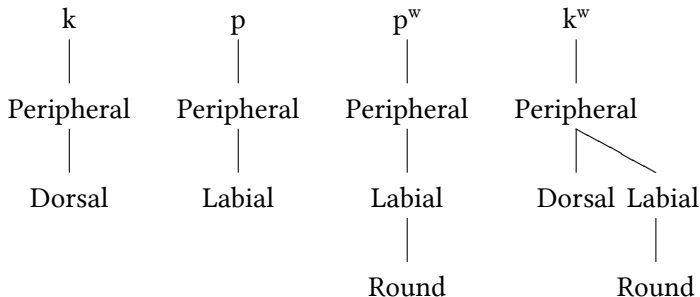 k p pʷ kʷ
Peripheral Peripheral Peripheral Peripheral
Dorsal Labial Labial Dorsal Labial
Round Round